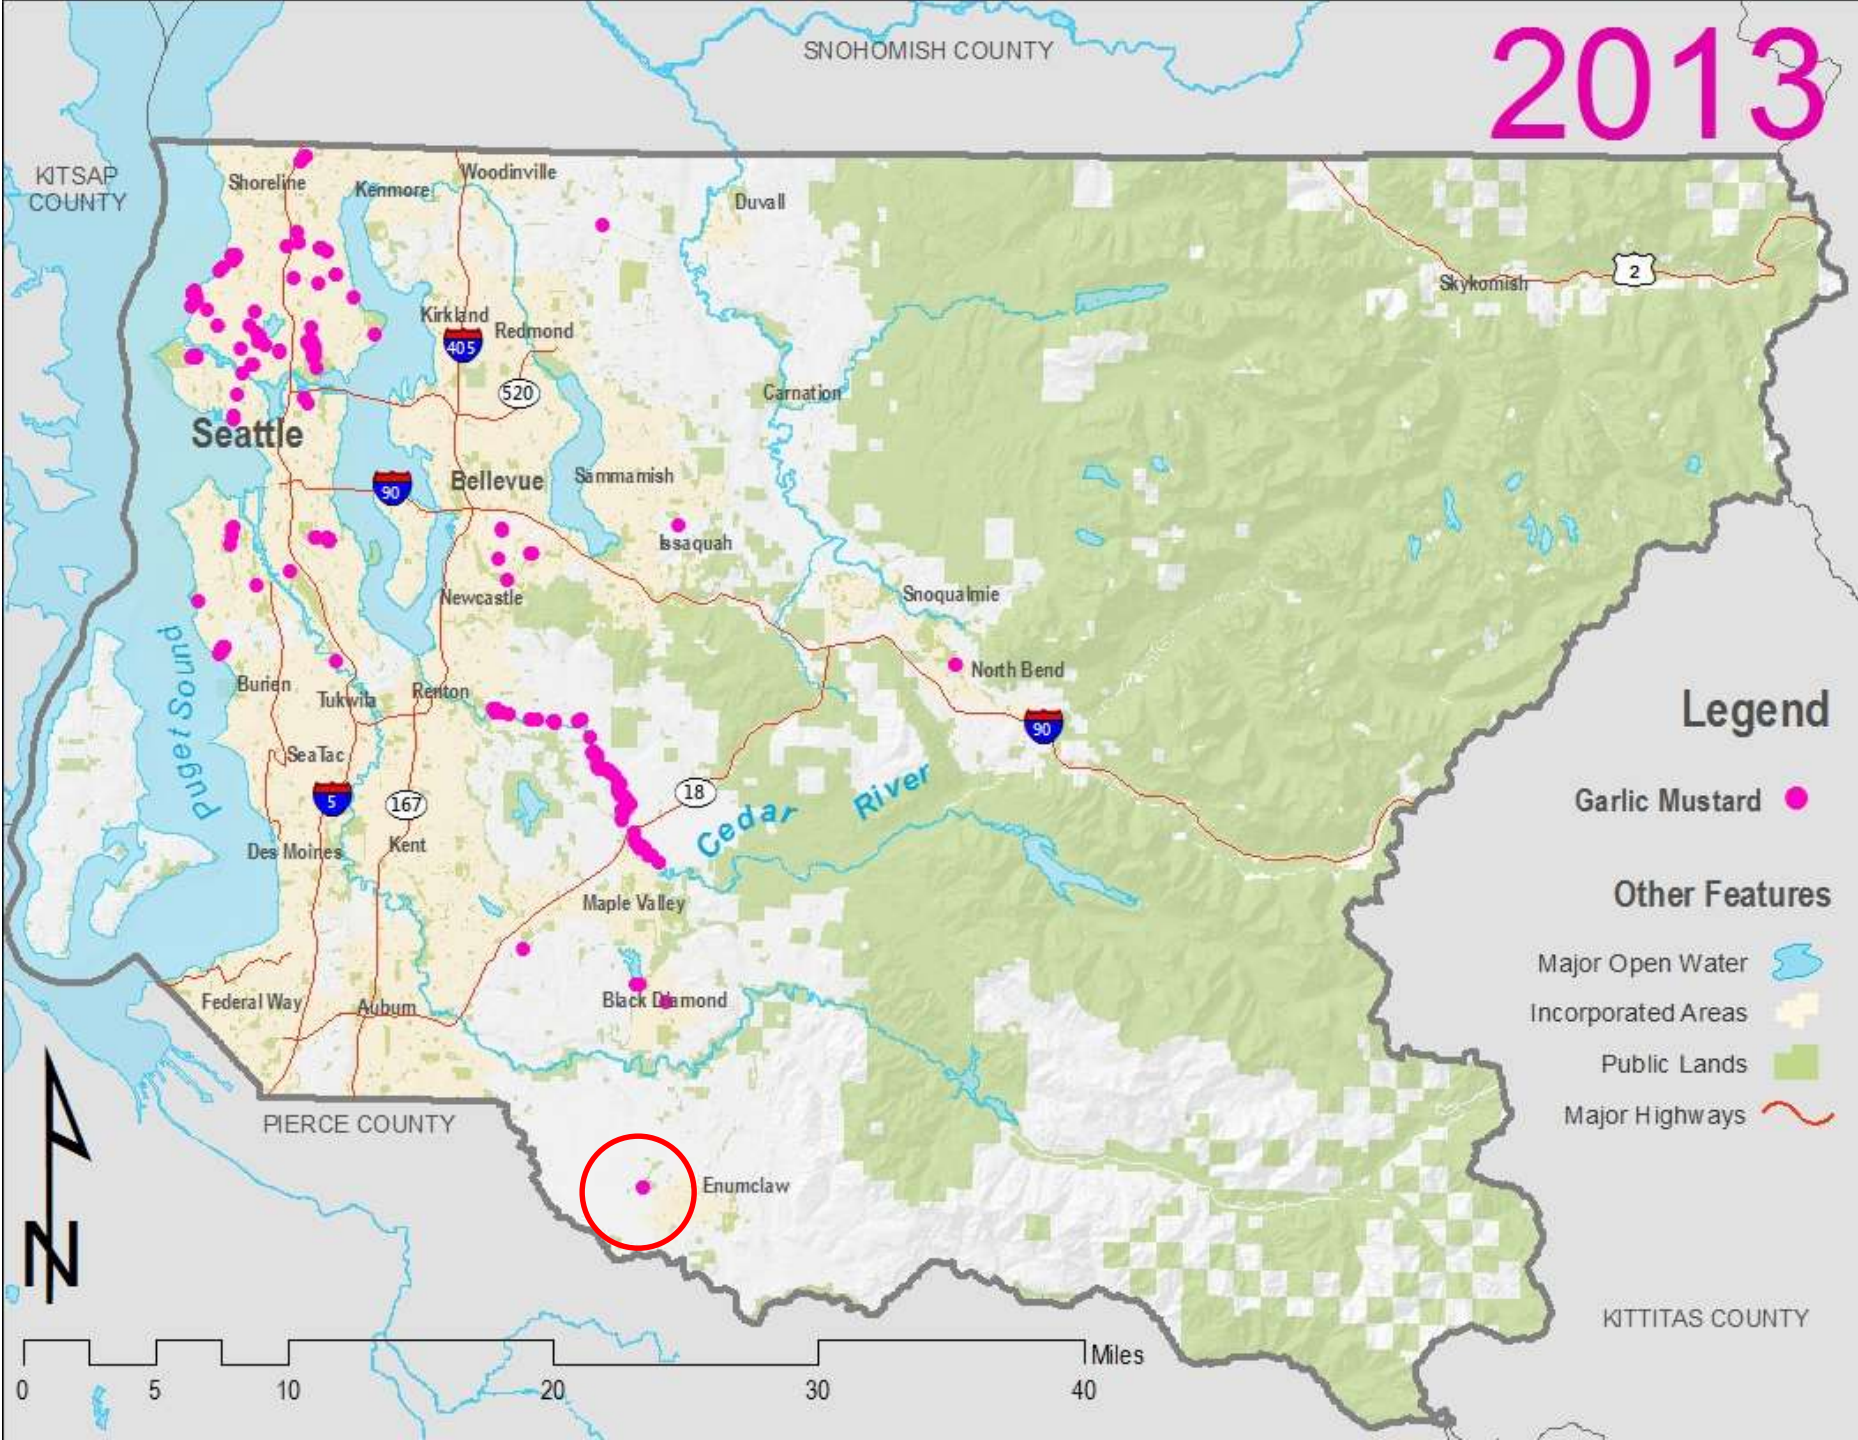 2013
SNOHOMISH COUNTY
KITSAP
COUNTY
Shoreline
Kenmore
Woodinville
Duvall
2
Skykomish
Kirkland
Redmond
405
520
Carnation
Seattle
90
Bellevue
Sammamish
Issaquah
Newcastle
Snoqualmie
Puget Sound
North Bend
Burien
Tukwila
Renton
90
SeaTac
5
167
18
Cedar River
Des Moines
Kent
Maple Valley
Federal Way
Auburn
Black Diamond
PIERCE COUNTY
Enumclaw
N
Legend
Garlic Mustard
Other Features
Major Open Water
Incorporated Areas
Public Lands
Major Highways
KITTITAS COUNTY
Miles
0 5 10 20 30 40